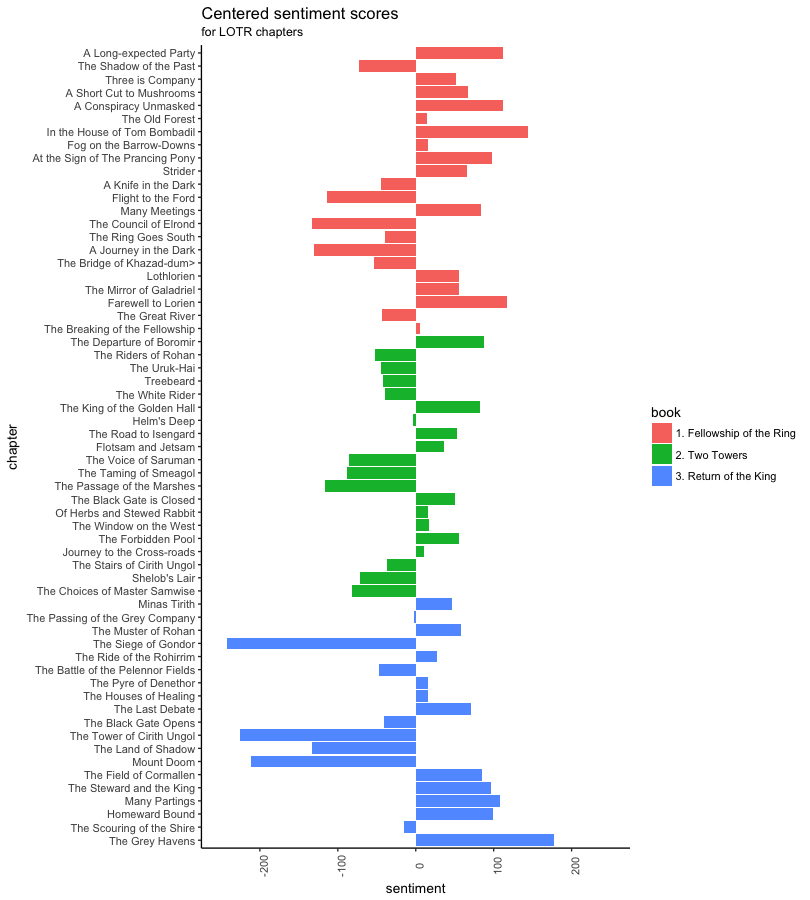 Centered sentiment scores
for LOTR chapters
A Long-expected Party
The Shadow of the Past
Three is Company
A Short Cut to Mushrooms
A Conspiracy Unmasked
The Old Forest
In the House of Tom Bombadil
Fog on the Barrow-Downs
At the Sign of The Prancing Pony
Strider
A Knife in the Dark
Flight to the Ford
Many Meetings
The Council of Elrond
The Ring Goes South
A Journey in the Dark
The Bridge of Khazad-dum>
Lothlorien
The Mirror of Galadriel
Farewell to Lorien
The Great River
The Breaking of the Fellowship
The Departure of Boromir
The Riders of Rohan
The Uruk-Hai
Treebeard
The White Rider
The King of the Golden Hall
Helm's Deep
The Road to Isengard
Flotsam and Jetsam
The Voice of Saruman
The Taming of Smeagol
The Passage of the Marshes
The Black Gate is Closed
Of Herbs and Stewed Rabbit
The Window on the West
The Forbidden Pool
Journey to the Cross-roads
The Stairs of Cirith Ungol
Shelob's Lair
The Choices of Master Samwise
Minas Tirith
The Passing of the Grey Company
The Muster of Rohan
The Siege of Gondor
The Ride of the Rohirrim
The Battle of the Pelennor Fields
The Pyre of Denethor
The Houses of Healing
The Last Debate
The Black Gate Opens
The Tower of Cirith Ungol
The Land of Shadow
Mount Doom
The Field of Cormallen
The Steward and the King
Many Partings
Homeward Bound
The Scouring of the Shire
The Grey Havens
chapter
-200
-100
0
100
200
sentiment
book
1. Fellowship of the Ring
2. Two Towers
3. Return of the King